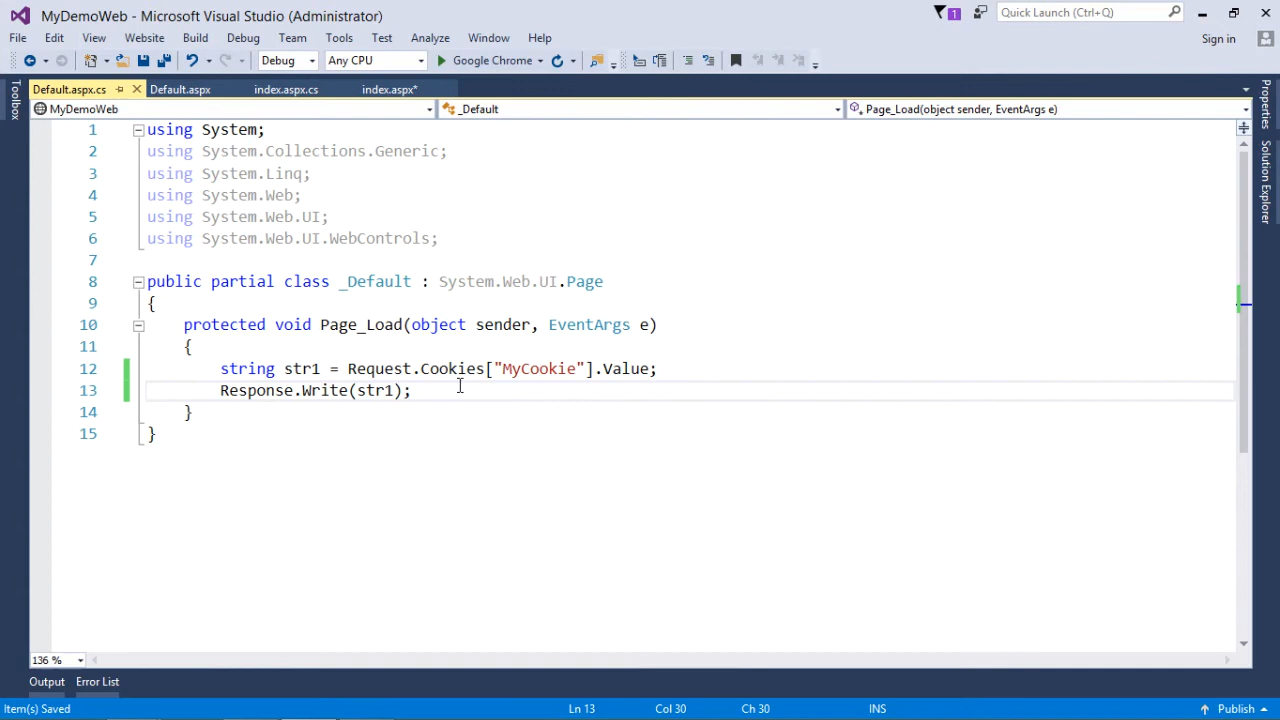 MyDemoWeb - Microsoft Visual Studio (Administrator)
1
Quick Launch (Ctrl+Q)
File Edit View Website Build Debug Team Tools Test Analyze Window Help
Sign in
Debug Any CPU Google Chrome
Default.aspx.cs Default.aspx index.aspx.cs index.aspx*
MyDemoWeb _Default Page_Load(object sender, EventArgs e)
Toolbox
Properties
Solution Explorer
1 using System;
2 using System.Collections.Generic;
3 using System.Linq;
4 using System.Web;
5 using System.Web.UI;
6 using System.Web.UI.WebControls;
7
8 public partial class _Default : System.Web.UI.Page
9 {
10 protected void Page_Load(object sender, EventArgs e)
11 {
12 string str1 = Request.Cookies["MyCookie"].Value;
13 Response.Write(str1);
14 }
15 }
136 %
Output Error List
Item(s) Saved Ln 13 Col 30 Ch 30 INS Publish